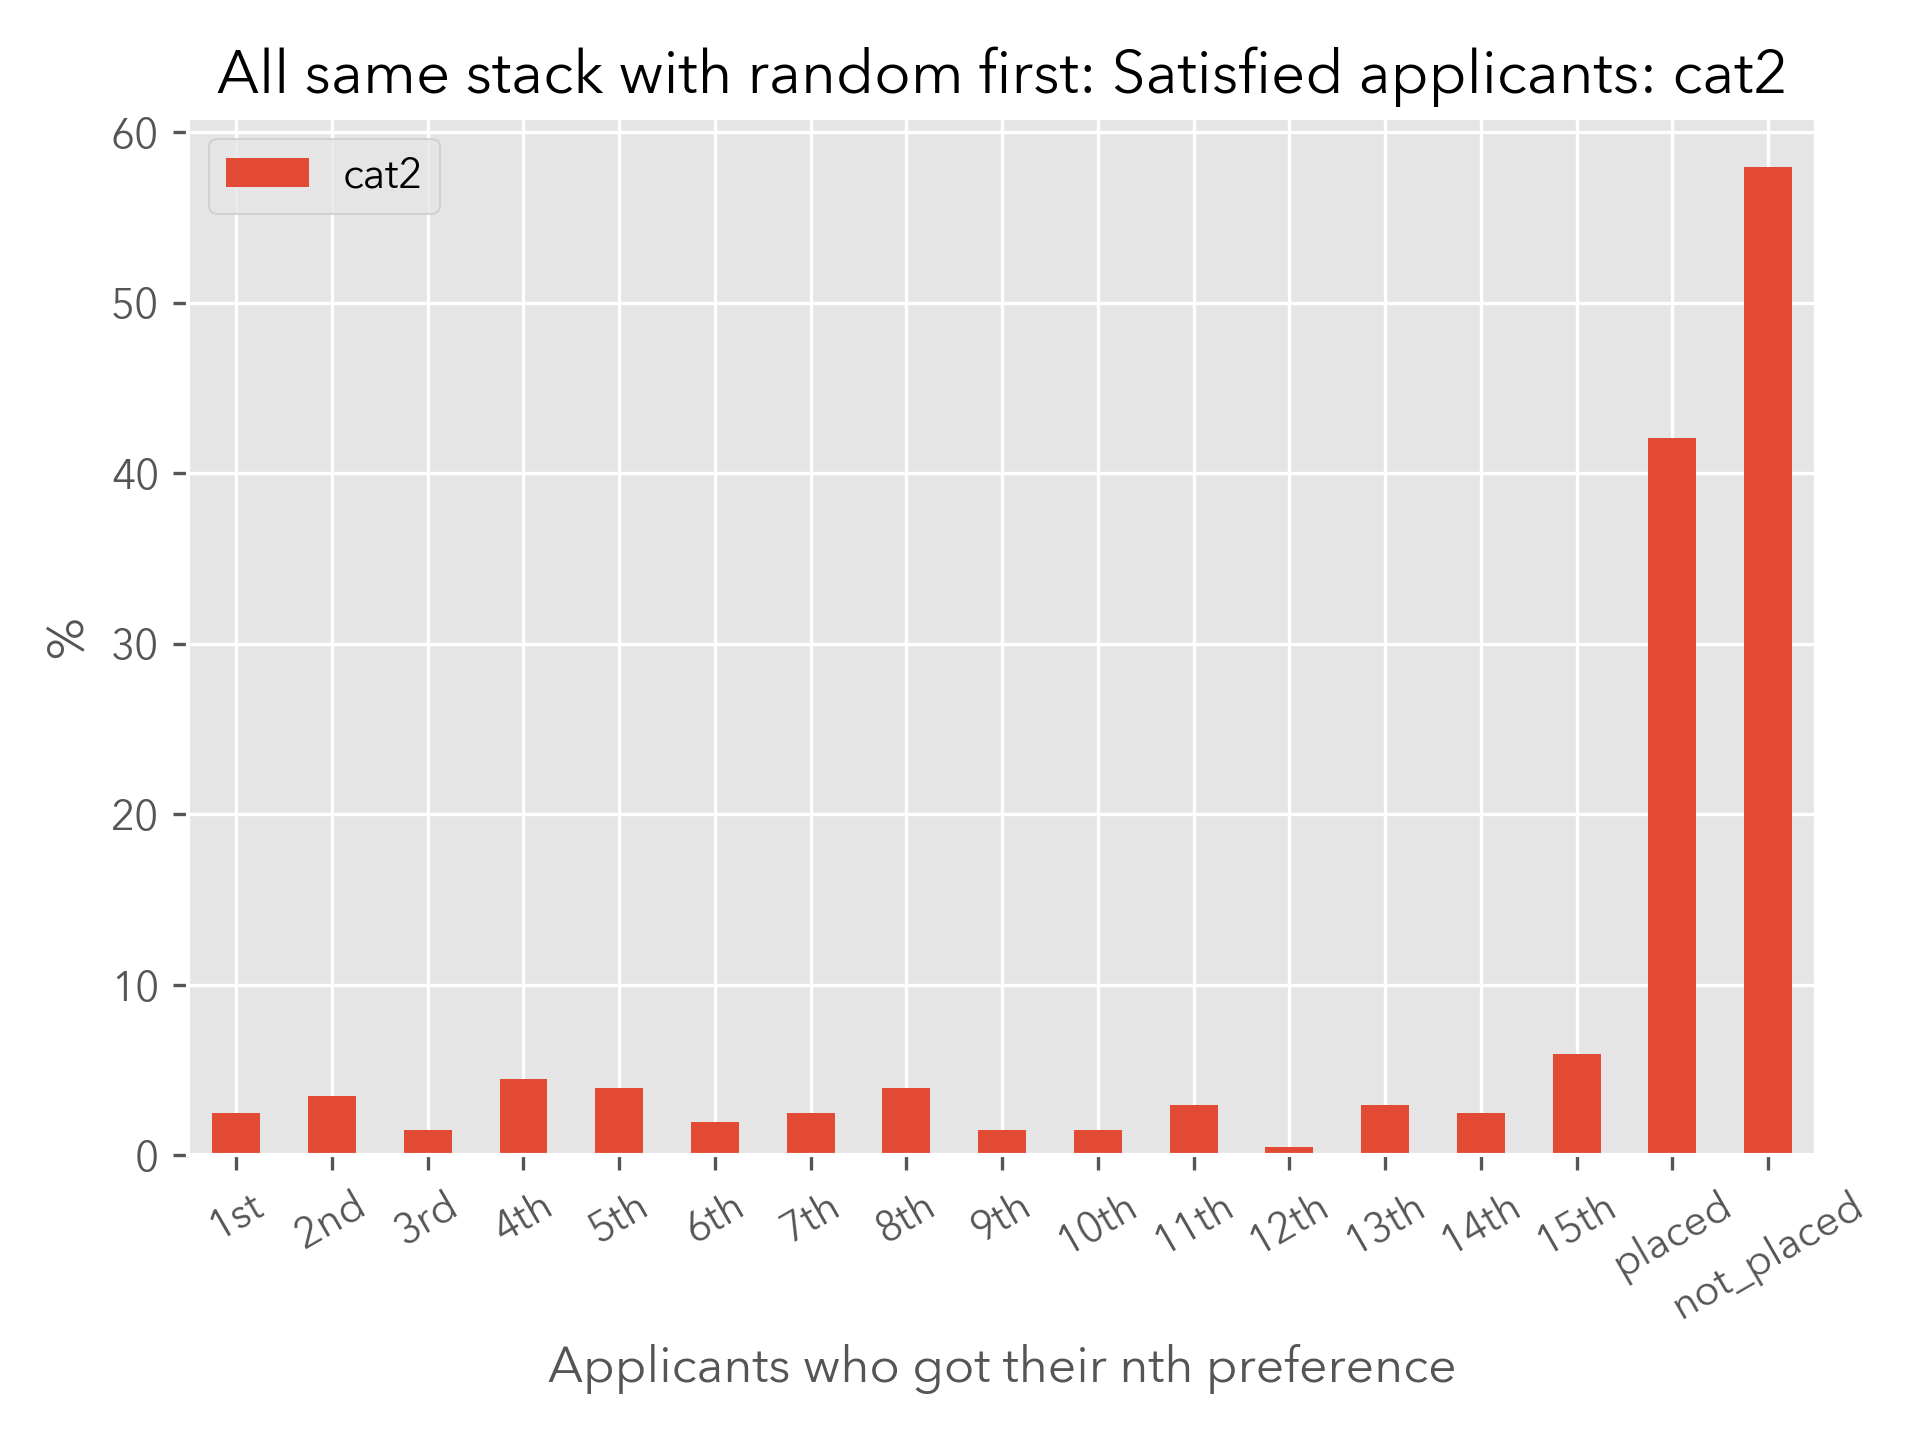 All same stack with random first: Satisfied applicants: cat2
cat2
60
50
40
30
20
10
0
%
1st
2nd
3rd
4th
5th
6th
7th
8th
9th
10th
11th
12th
13th
14th
15th
placed
not_placed
Applicants who got their nth preference